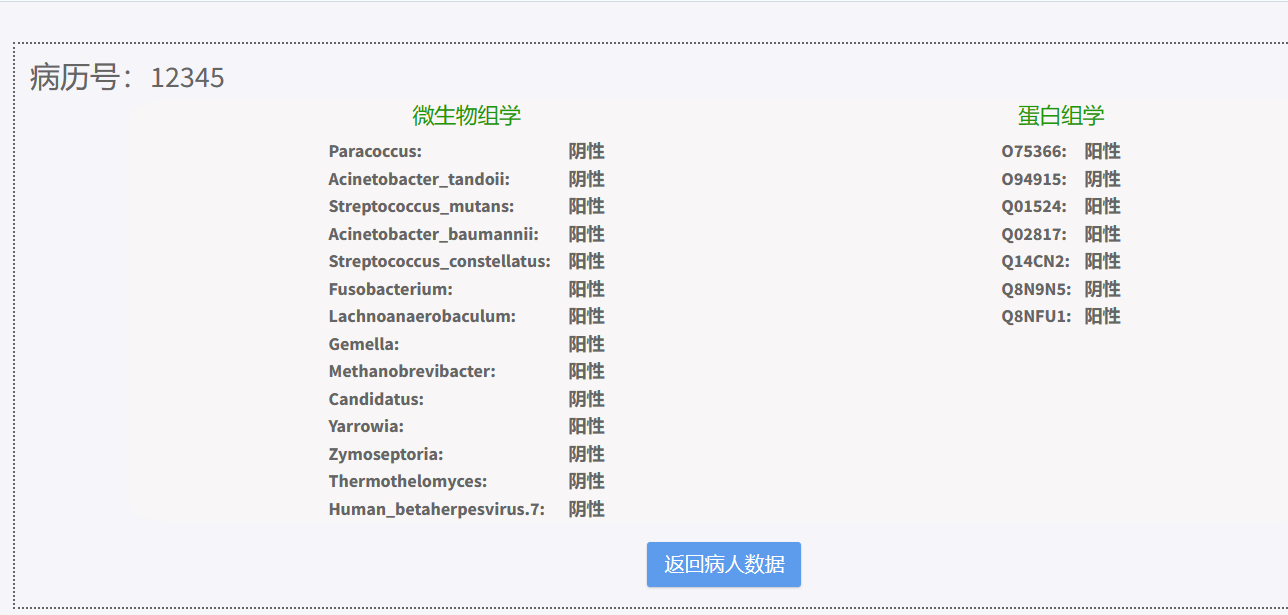 病历号：12345
微生物组学
Paracoccus: 阴性
Acinetobacter_tandoii: 阴性
Streptococcus_mutans: 阳性
Acinetobacter_baumannii: 阳性
Streptococcus_constellatus: 阳性
Fusobacterium: 阳性
Lachnoanaerobaculum: 阳性
Gemella: 阳性
Methanobrevibacter: 阳性
Candidatus: 阴性
Yarrowia: 阳性
Zymoseptoria: 阴性
Thermothelomyces: 阴性
Human_betaherpesvirus.7: 阴性
蛋白组学
O75366: 阳性
O94915: 阴性
Q01524: 阳性
Q02817: 阳性
Q14CN2: 阳性
Q8N9N5: 阴性
Q8NFU1: 阳性
返回病人数据